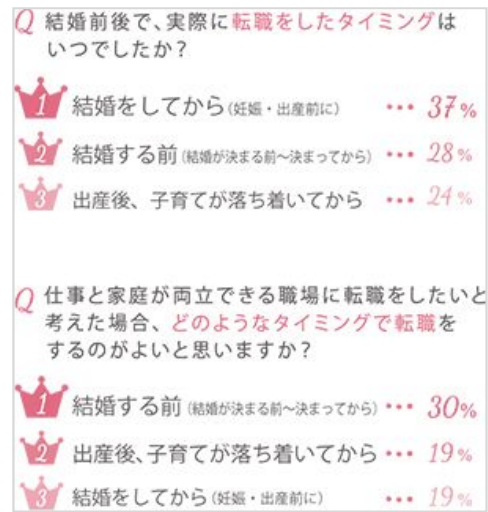 Q 結婚前後で、実際に転職をしたタイミングは
いつでしたか？
1 結婚をしてから（妊娠・出産前に） ••• 37%
2 結婚する前（結婚が決まる前〜決まってから） ••• 28%
3 出産後、子育てが落ち着いてから ••• 24%
Q 仕事と家庭が両立できる職場に転職をしたいと
考えた場合、どのようなタイミングで転職を
するのがよいと思いますか？
1 結婚する前（結婚が決まる前〜決まってから） ••• 30%
2 出産後、子育てが落ち着いてから ••• 19%
3 結婚をしてから（妊娠・出産前に） ••• 19%